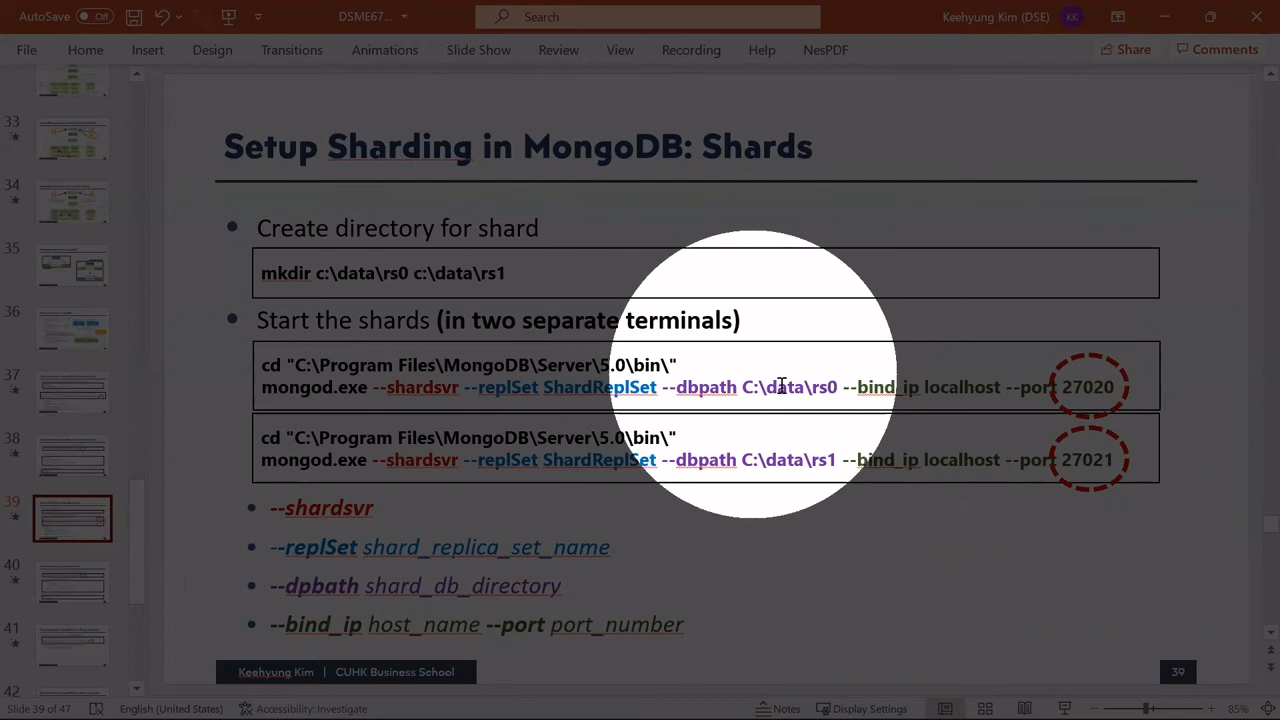 AutoSave Off DSME67... Search Keehyung Kim (DSE) KK
File Home Insert Design Transitions Animations Slide Show Review View Recording Help NesPDF Share Comments
33
34
35
36
37
38
39
40
41
42
Setup Sharding in MongoDB: Shards
Create directory for shard
mkdir c:\data\rs0 c:\data\rs1
Start the shards (in two separate terminals)
cd "C:\Program Files\MongoDB\Server\5.0\bin\"
mongod.exe --shardsvr --replSet ShardReplSet --dbpath C:\data\rs0 --bind_ip localhost --port 27020
cd "C:\Program Files\MongoDB\Server\5.0\bin\"
mongod.exe --shardsvr --replSet ShardReplSet --dbpath C:\data\rs1 --bind_ip localhost --port 27021
--shardsvr
--replSet shard_replica_set_name
--dpbath shard_db_directory
--bind_ip host_name --port port_number
Keehyung Kim | CUHK Business School 39
Slide 39 of 47 English (United States) Accessibility: Investigate Notes Display Settings 85%